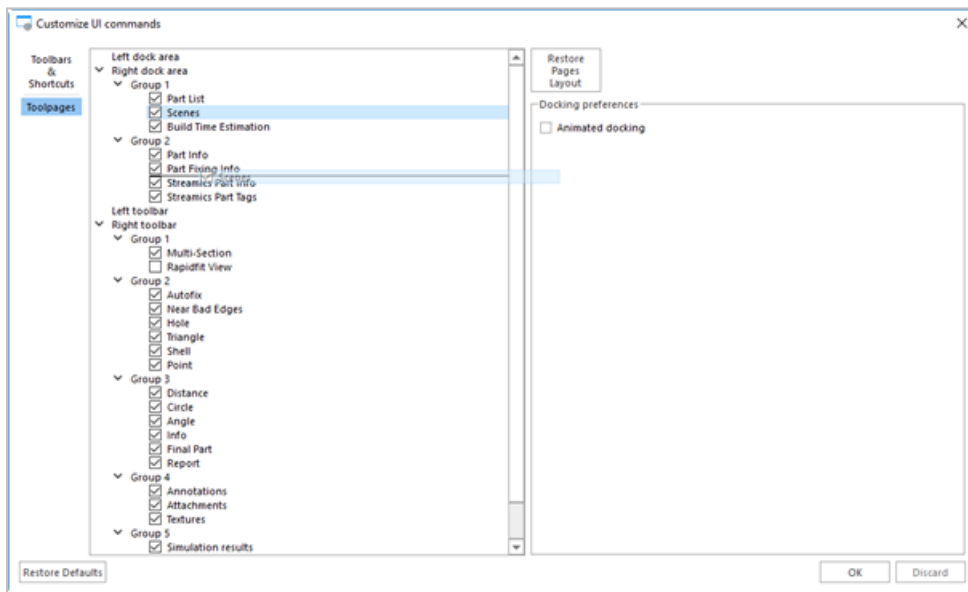 Customize UI commands
Toolbars
&
Shortcuts
Toolpages
Left dock area
Right dock area
Group 1
Part List
Scenes
Build Time Estimation
Group 2
Part Info
Part Fixing Info
Scenes
Streamics Part Info
Streamics Part Tags
Left toolbar
Right toolbar
Group 1
Multi-Section
Rapidfit View
Group 2
Autofix
Near Bad Edges
Hole
Triangle
Shell
Point
Group 3
Distance
Circle
Angle
Info
Final Part
Report
Group 4
Annotations
Attachments
Textures
Group 5
Simulation results
Restore
Pages
Layout
Docking preferences
Animated docking
Restore Defaults
OK
Discard